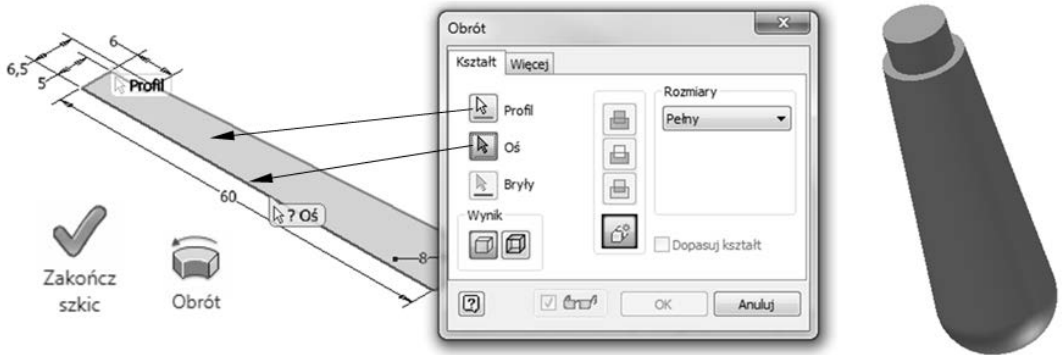 6,5
5
6
Profil
60
? Oś
8
Zakończ
szkic
Obrót
Obrót
Kształt
Więcej
Profil
Oś
Bryły
Wynik
Rozmiary
Pełny
Dopasuj kształt
OK
Anuluj